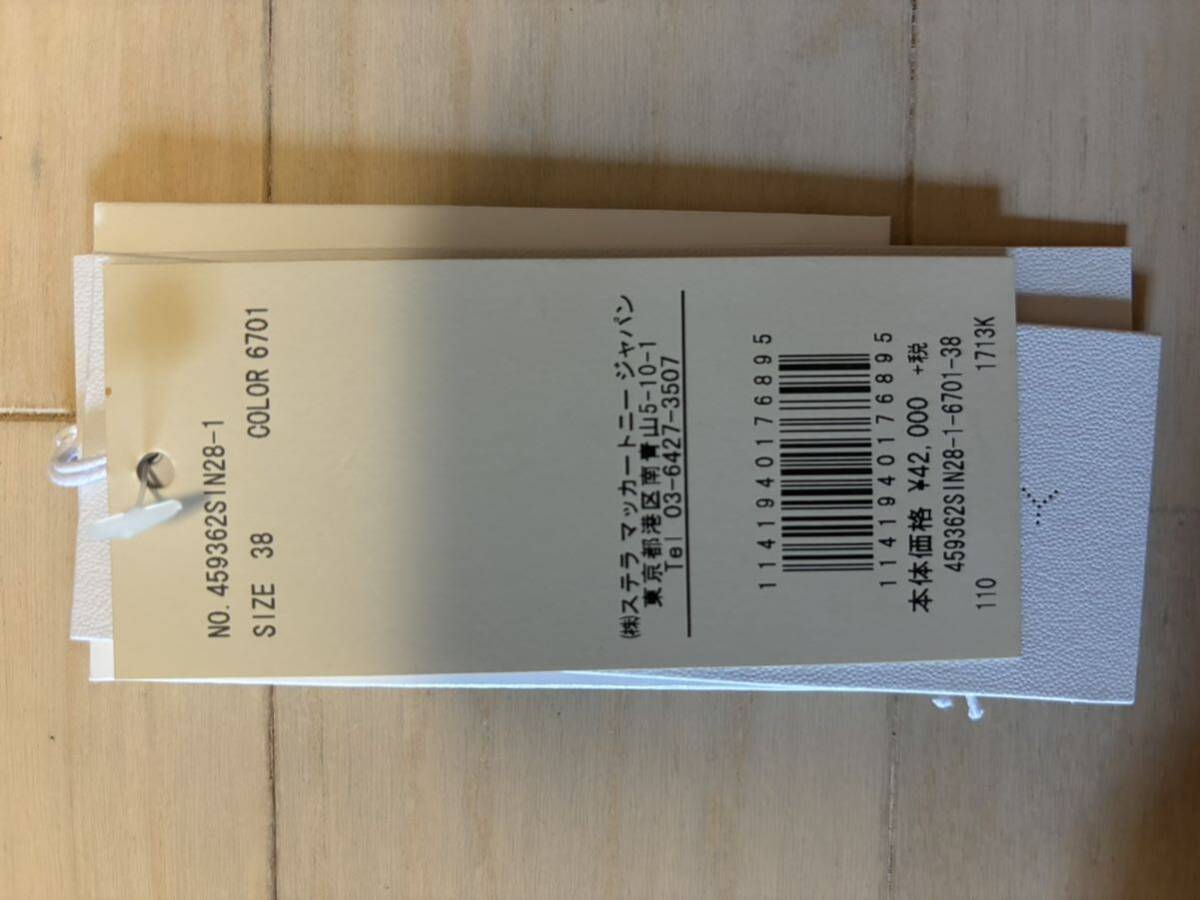 NO. 459362SIN28-1
SIZE 38 COLOR 6701
㈱ステラ マッカートニー ジャパン
東京都港区南青山5-10-1
Tel 03-6427-3507
1141940176895
1141940176895
本体価格 ¥42,000 +税
459362SIN28-1-6701-38
110 1713K
Y